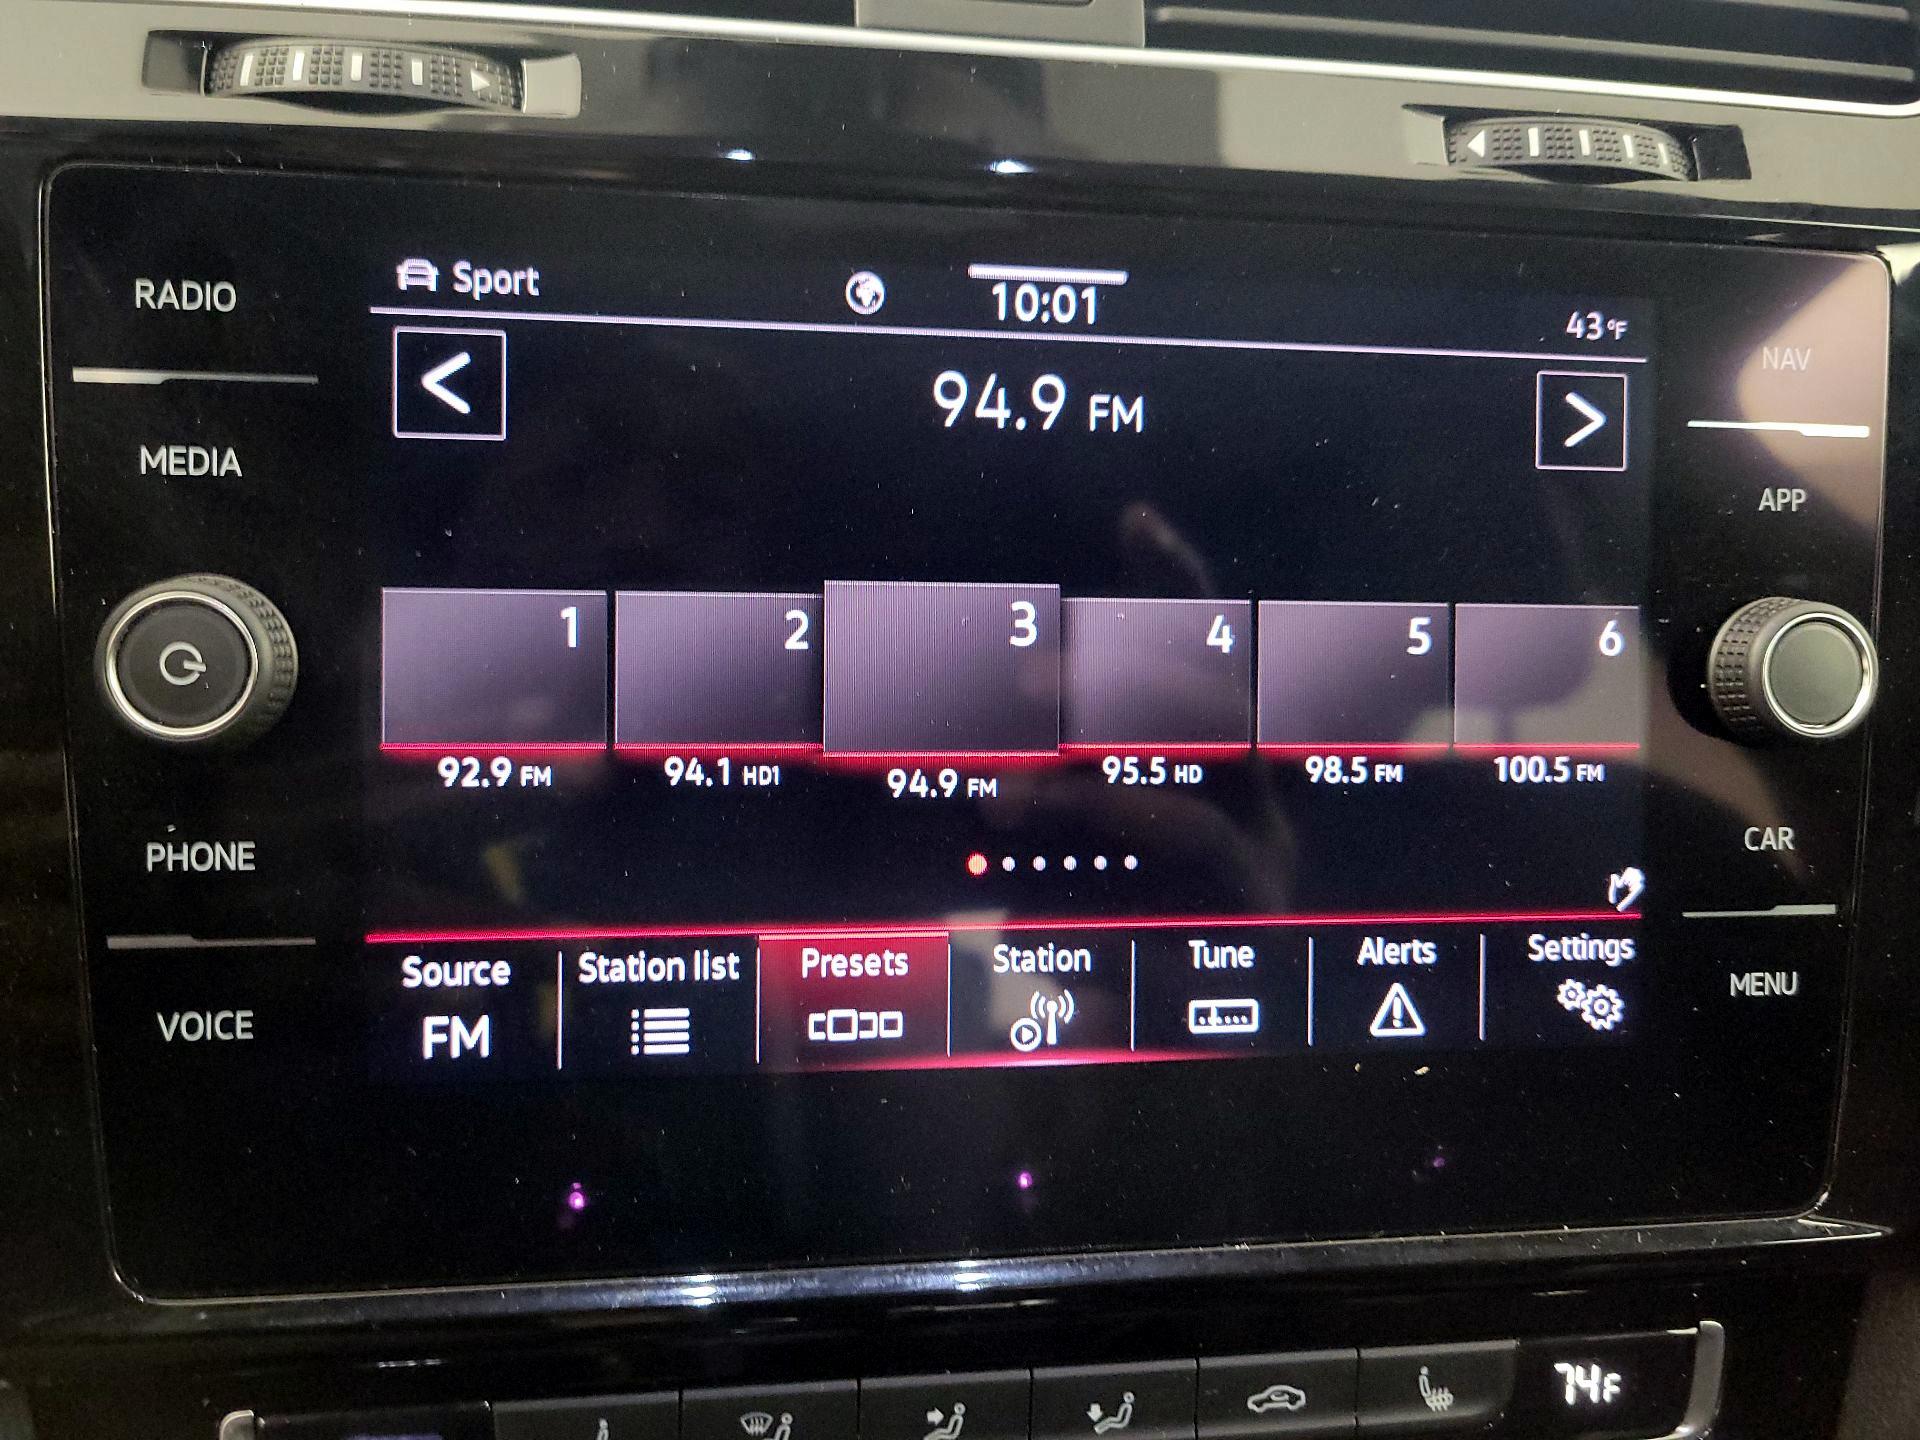 RADIO
MEDIA
PHONE
VOICE
Sport
10:01
43°F
94.9 FM
1
2
3
4
5
6
92.9 FM
94.1 HD1
94.9 FM
95.5 HD
98.5 FM
100.5 FM
Source
FM
Station list
Presets
Station
Tune
Alerts
Settings
NAV
APP
CAR
MENU
74F